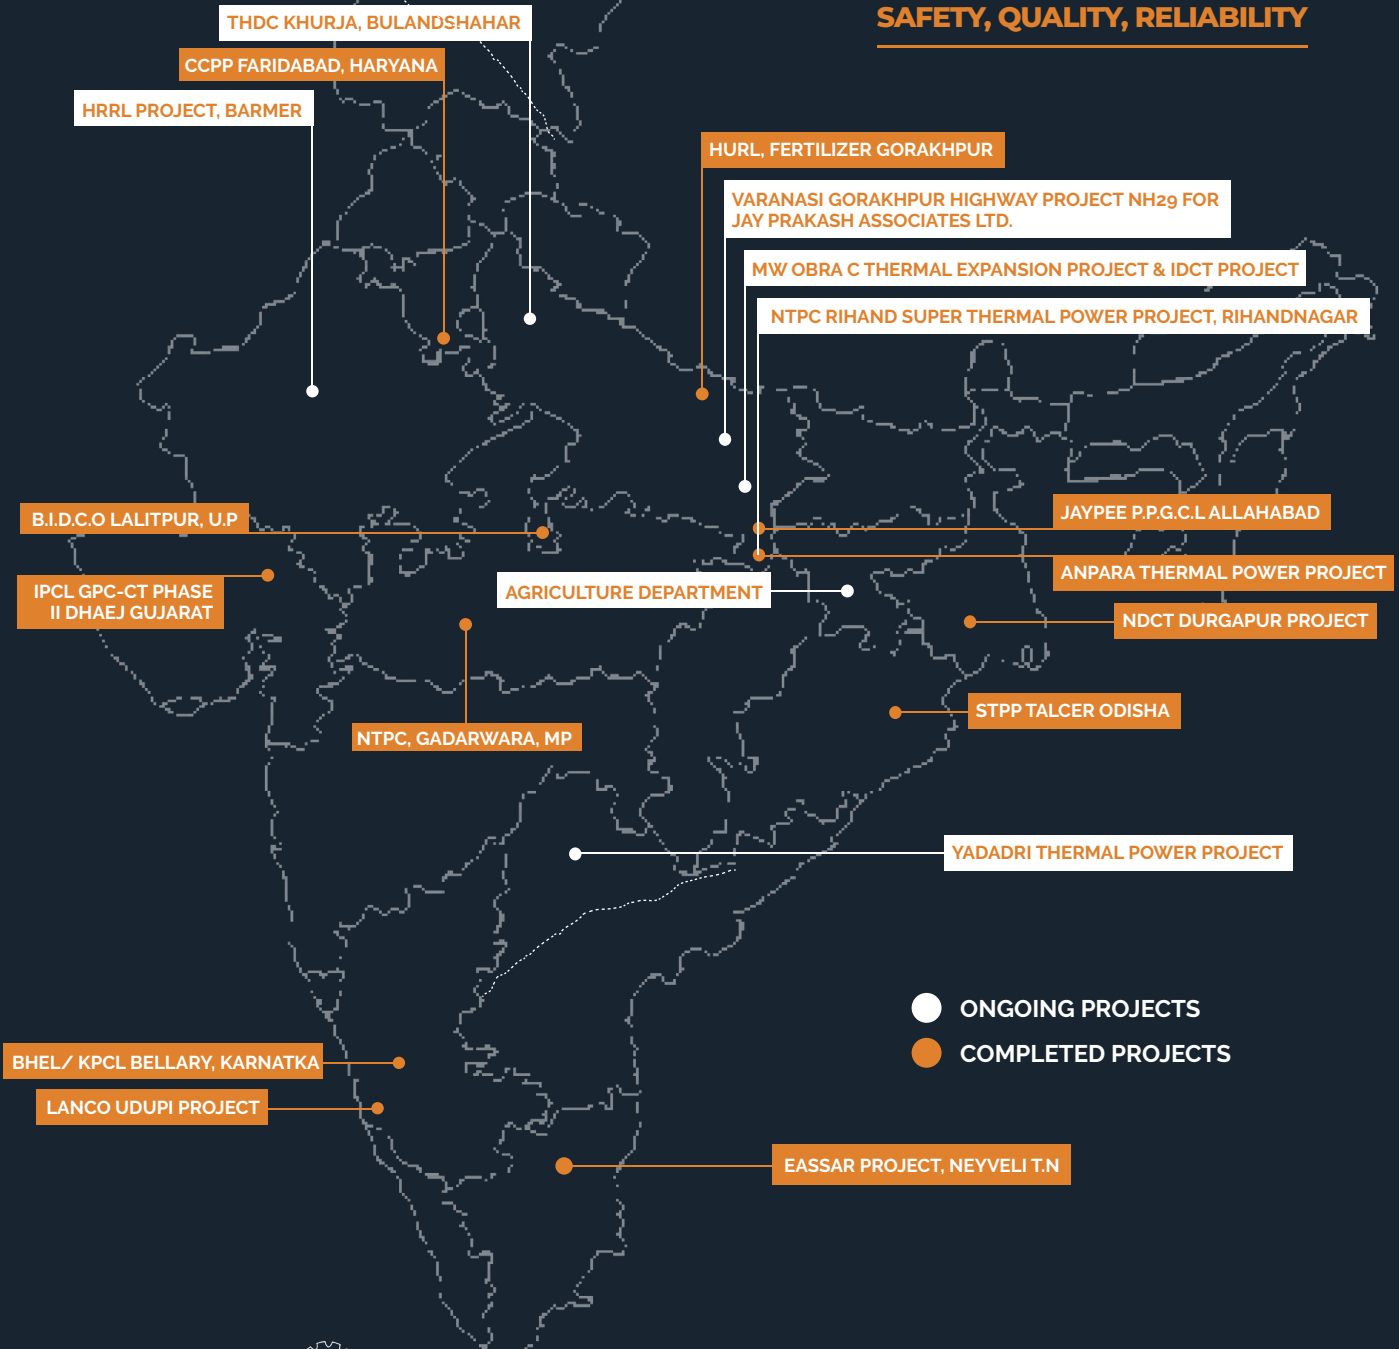 SAFETY, QUALITY, RELIABILITY
THDC KHURJA, BULANDSHAHAR
CCPP FARIDABAD, HARYANA
HRRL PROJECT, BARMER
HURL, FERTILIZER GORAKHPUR
VARANASI GORAKHPUR HIGHWAY PROJECT NH29 FOR
JAY PRAKASH ASSOCIATES LTD.
MW OBRA C THERMAL EXPANSION PROJECT & IDCT PROJECT
NTPC RIHAND SUPER THERMAL POWER PROJECT, RIHANDNAGAR
B.I.D.C.O LALITPUR, U.P
JAYPEE P.P.G.C.L ALLAHABAD
IPCL GPC-CT PHASE
II DHAEJ GUJARAT
AGRICULTURE DEPARTMENT
ANPARA THERMAL POWER PROJECT
NDCT DURGAPUR PROJECT
STPP TALCER ODISHA
NTPC, GADARWARA, MP
YADADRI THERMAL POWER PROJECT
ONGOING PROJECTS
COMPLETED PROJECTS
BHEL/ KPCL BELLARY, KARNATKA
LANCO UDUPI PROJECT
EASSAR PROJECT, NEYVELI T.N